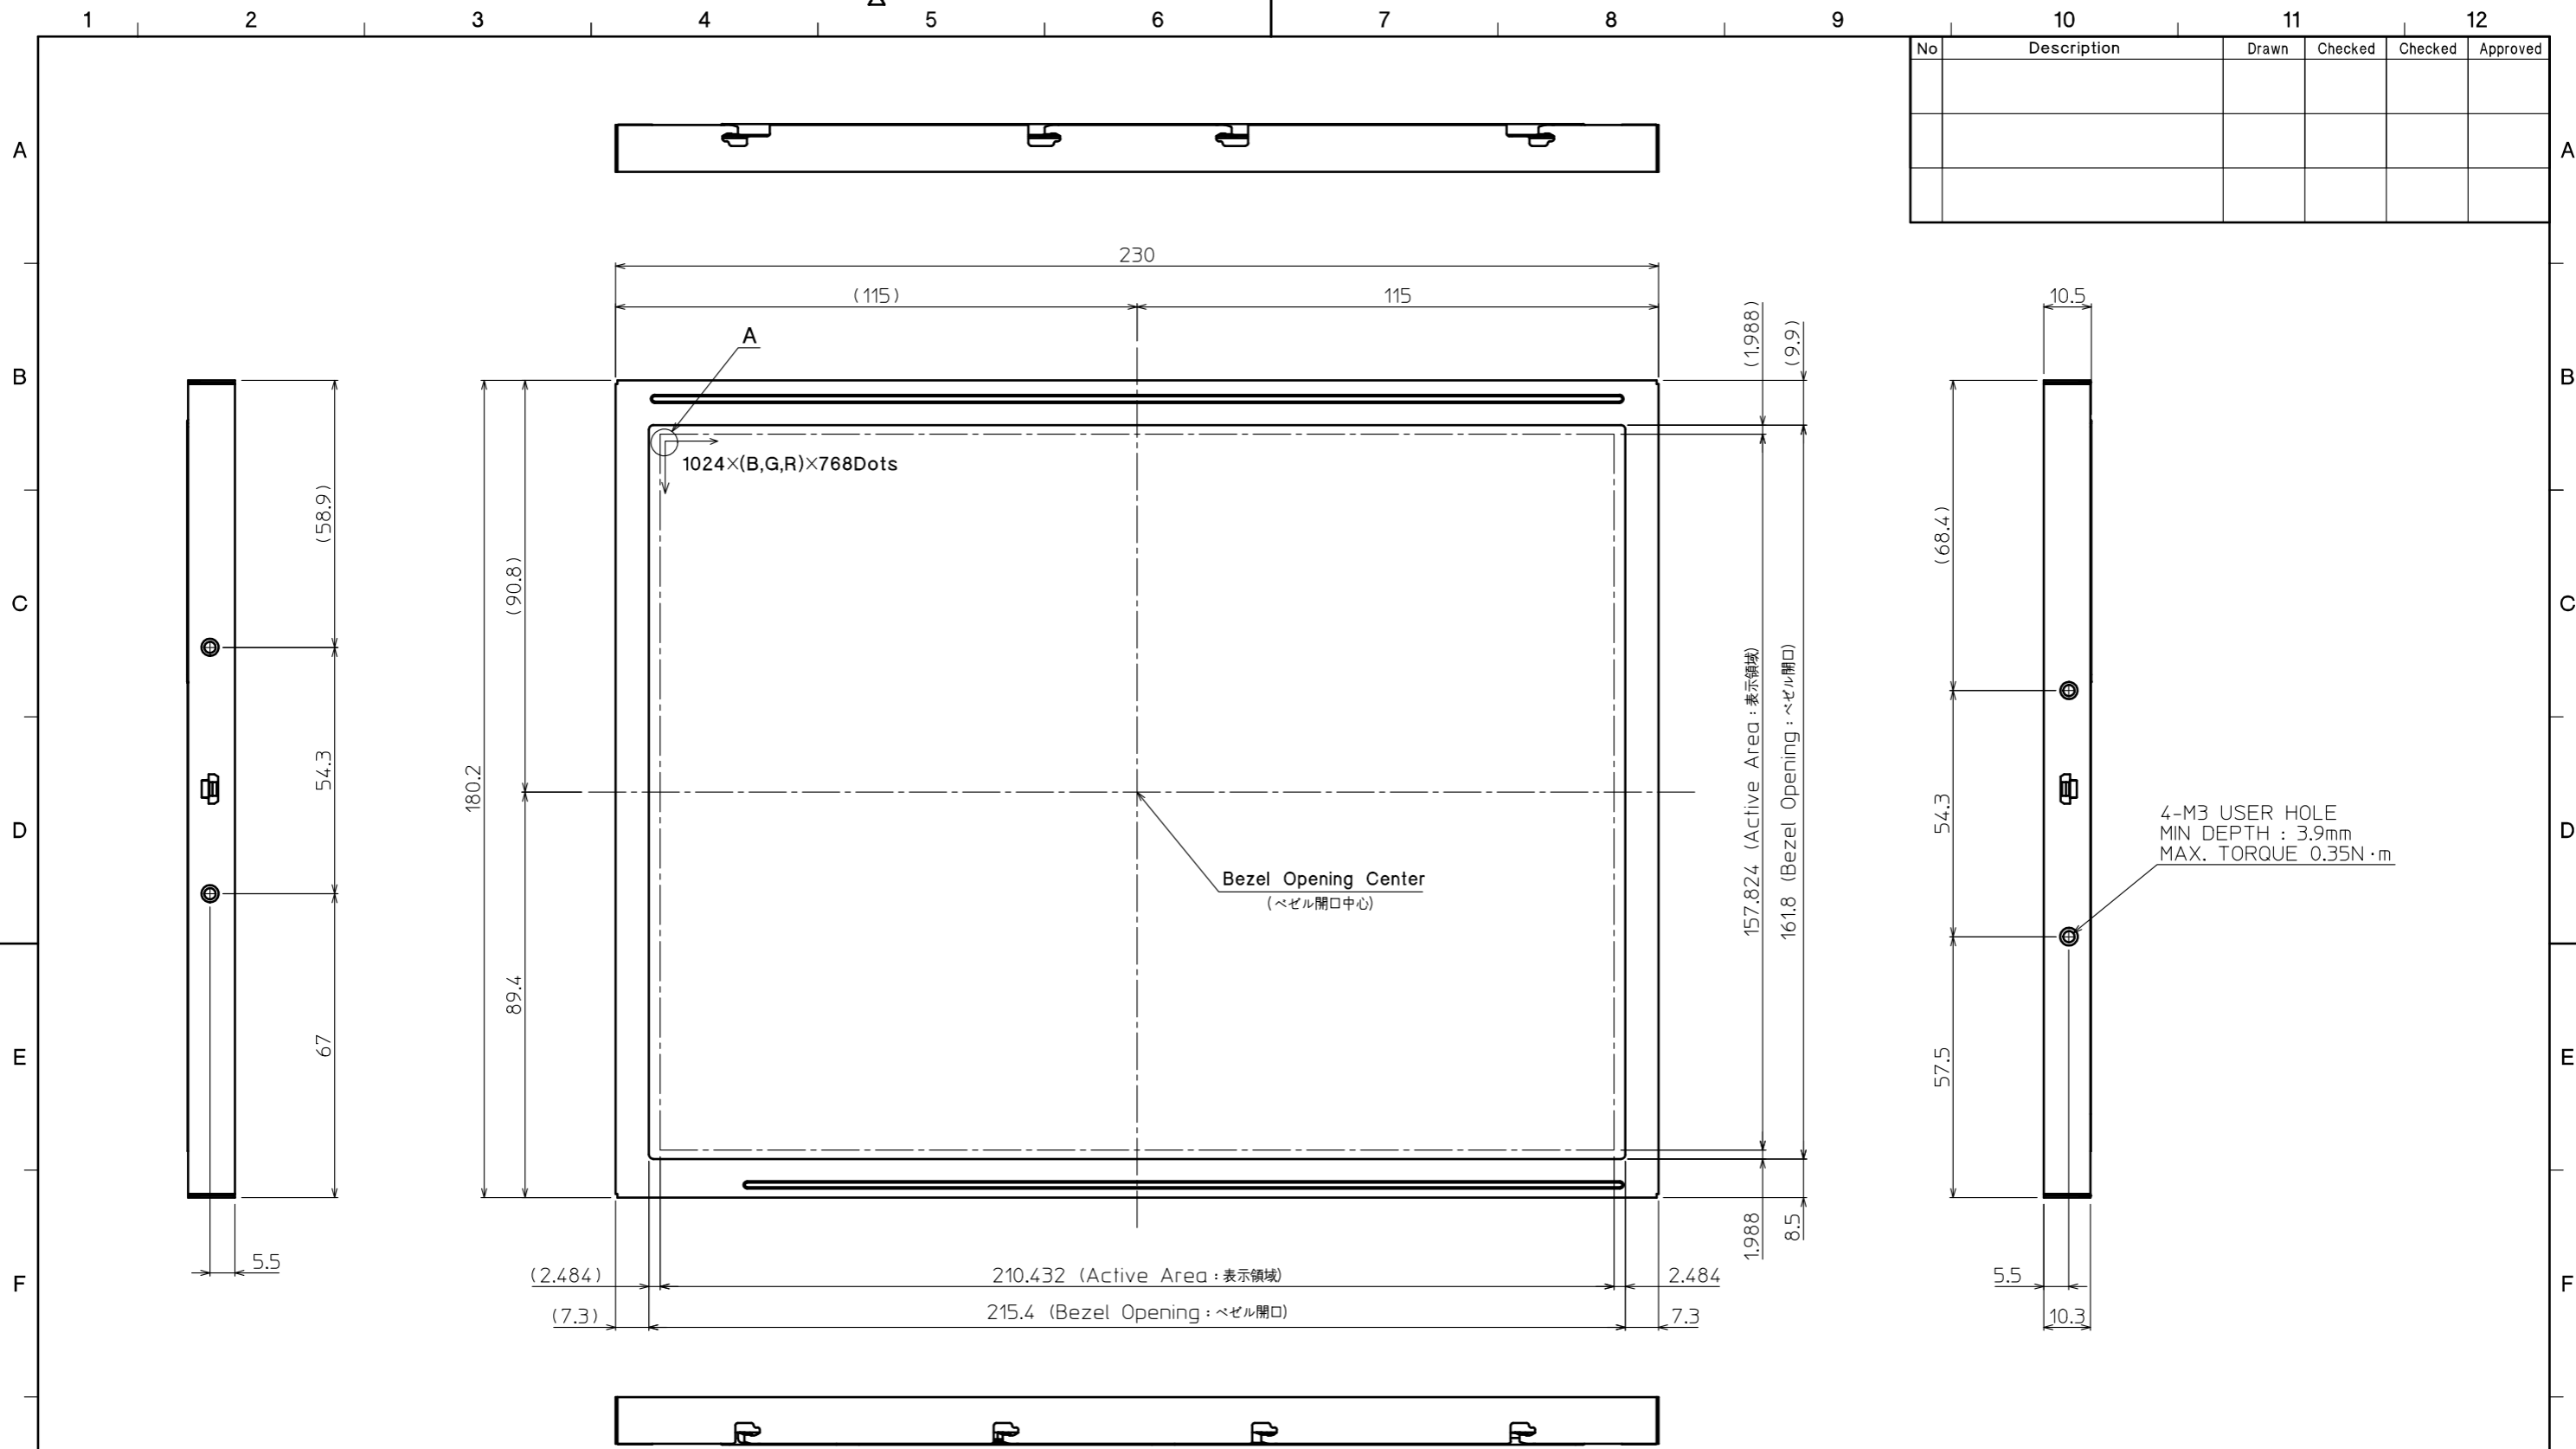 1 2 3 4 5 6 7 8 9 10 11 12
No Description Drawn Checked Checked Approved
A A
230
(115) 115
(1.988)
(9.9)
10.5
A
B B
1024×(B,G,R)×768Dots
(58.9)
(90.8)
(68.4)
C C
157.824 (Active Area：表示領域)
161.8 (Bezel Opening：ベゼル開口)
54.3
180.2
54.3
4-M3 USER HOLE
MIN DEPTH : 3.9mm
MAX. TORQUE 0.35N·m
D D
Bezel Opening Center
(ベゼル開口中心)
89.4
67
57.5
E E
1.988
8.5
5.5
(2.484) 210.432 (Active Area：表示領域) 2.484
5.5
F F
(7.3) 215.4 (Bezel Opening：ベゼル開口) 7.3
10.3